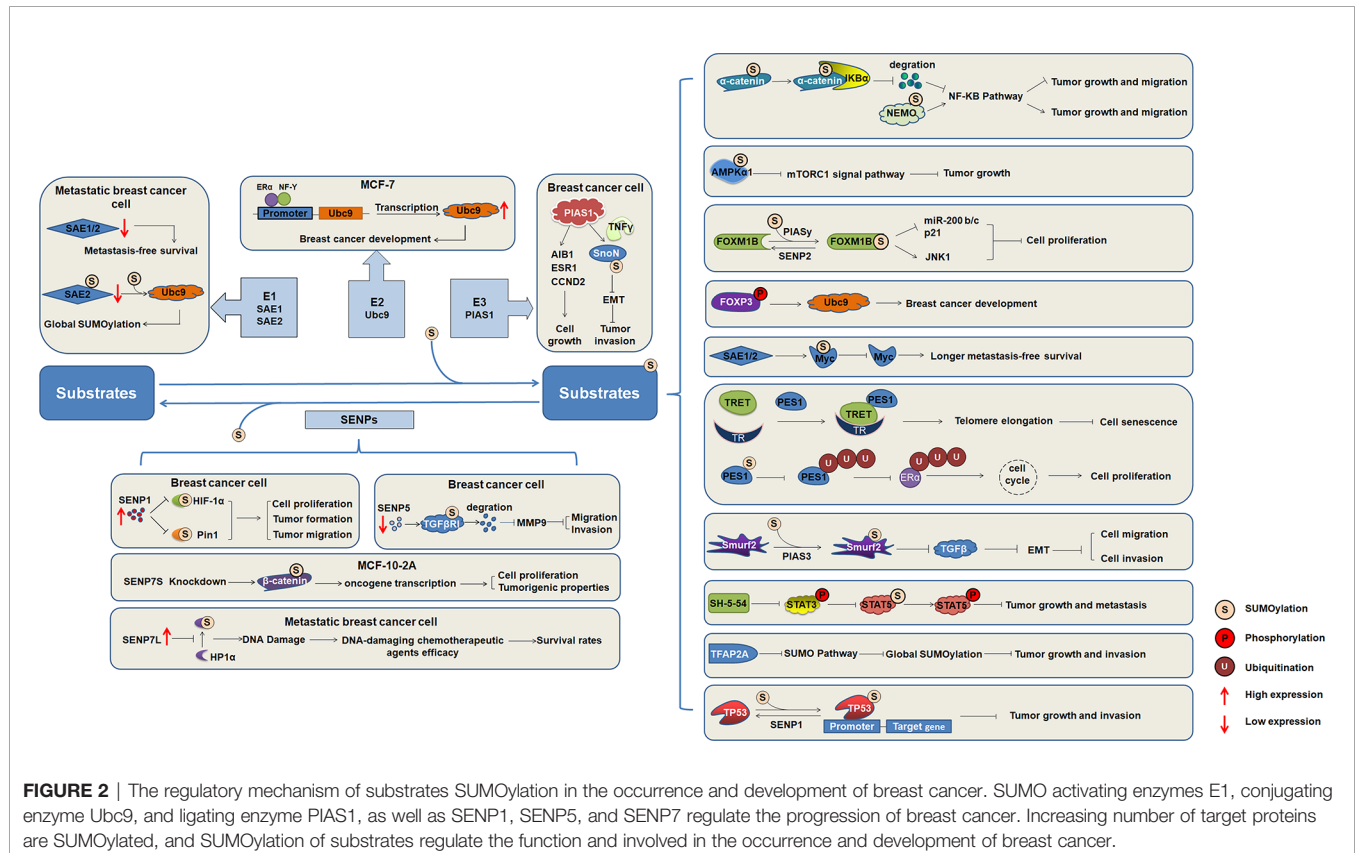 Metastatic breast cancer
cell
SAE1/2
Metastasis-free survival
S
S
SAE2
Ubc9
Global SUMOylation
E1
SAE1
SAE2
MCF-7
ERα NF-Y
Promoter
Ubc9
Transcription
Ubc9
Breast cancer development
E2
Ubc9
E3
PIAS1
Breast cancer cell
PIAS1
TNFγ
AIB1
ESR1
CCND2
SnoN
S
EMT
Cell
growth
Tumor
invasion
S
S
Substrates
Substrates
S
SENPs
Breast cancer cell
SENP1
S
HIF-1α
S
Pin1
Cell proliferation
Tumor formation
Tumor migration
Breast cancer cell
SENP5
S
TGFβRI
degration
MMP9
Migration
Invasion
MCF-10-2A
SENP7S Knockdown
S
β-catenin
oncogene transcription
Cell proliferation
Tumorigenic properties
Metastatic breast cancer cell
SENP7L
S
HP1α
DNA Damage
DNA-damaging chemotherapeutic
agents efficacy
Survival rates
S
α-catenin
S
α-catenin
IKBα
degration
S
NEMO
NF-KB Pathway
Tumor growth and migration
Tumor growth and migration
S
AMPKα1
mTORC1 signal pathway
Tumor growth
FOXM1B
S
PIASy
SENP2
FOXM1B
S
miR-200 b/c
p21
JNK1
Cell proliferation
FOXP3
P
Ubc9
Breast cancer development
SAE1/2
S
Myc
Myc
Longer metastasis-free survival
TRET
TR
PES1
PES1
TRET
TR
Telomere elongation
Cell senescence
S
PES1
U U U
PES1
U U U
ERα
cell
cycle
Cell proliferation
Smurf2
S
PIAS3
S
Smurf2
TGFβ
EMT
Cell migration
Cell invasion
SH-5-54
P
STAT3
S
STAT5
P
STAT5
Tumor growth and metastasis
TFAP2A
SUMO Pathway
Global SUMOylation
Tumor growth and invasion
TP53
S
SENP1
S
TP53
Promoter
Target gene
Tumor growth and invasion
S SUMOylation
P Phosphorylation
U Ubiquitination
High expression
Low expression
FIGURE 2 | The regulatory mechanism of substrates SUMOylation in the occurrence and development of breast cancer. SUMO activating enzymes E1, conjugating
enzyme Ubc9, and ligating enzyme PIAS1, as well as SENP1, SENP5, and SENP7 regulate the progression of breast cancer. Increasing number of target proteins
are SUMOylated, and SUMOylation of substrates regulate the function and involved in the occurrence and development of breast cancer.